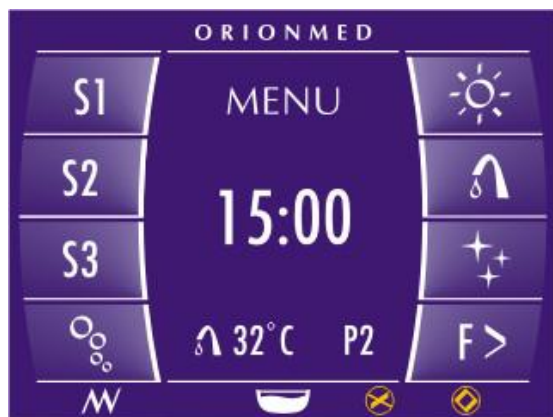 ORIONMED
MENU
S1
S2
15:00
S3
32°C P2
F >